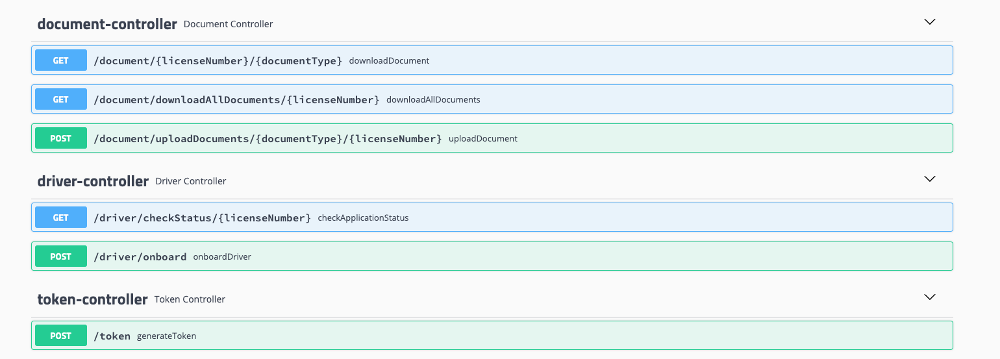 document-controller Document Controller
GET /document/{licenseNumber}/{documentType} downloadDocument
GET /document/downloadAllDocuments/{licenseNumber} downloadAllDocuments
POST /document/uploadDocuments/{documentType}/{licenseNumber} uploadDocument
driver-controller Driver Controller
GET /driver/checkStatus/{licenseNumber} checkApplicationStatus
POST /driver/onboard onboardDriver
token-controller Token Controller
POST /token generateToken